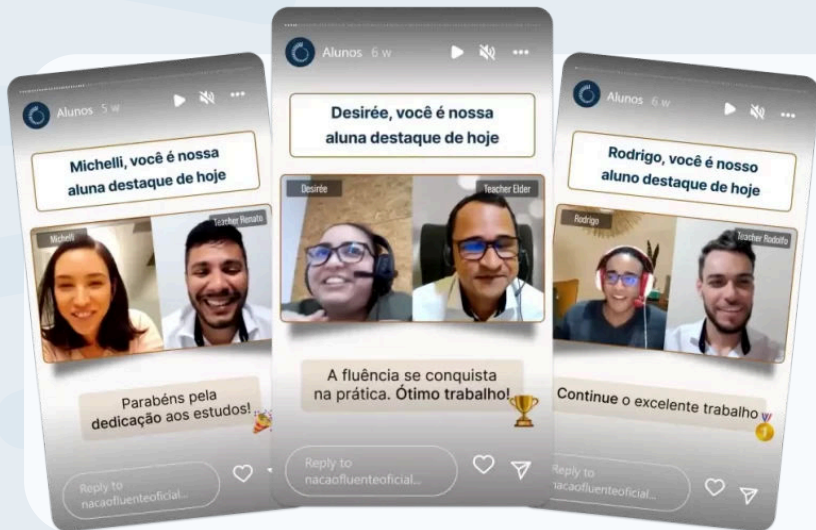 Alunos 5 w
Michelli, você é nossa
aluna destaque de hoje
Michelli
Teacher Renato
Parabéns pela
dedicação aos estudos!
Reply to
nacaofluenteoficial...
Alunos 6 w
Desirée, você é nossa
aluna destaque de hoje
Desirée
Teacher Elder
A fluência se conquista
na prática. Ótimo trabalho!
Reply to
nacaofluenteoficial...
Alunos 6 w
Rodrigo, você é nosso
aluno destaque de hoje
Rodrigo
Teacher Rodolfo
Continue o excelente trabalho
Reply to
nacaofluenteoficial...